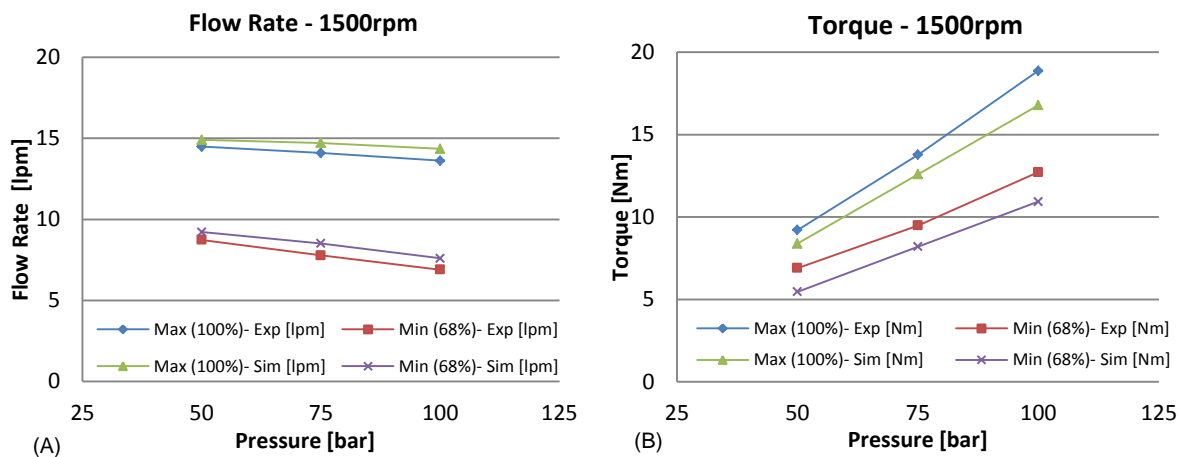 Flow Rate - 1500rpm
20
15
10
5
0
25 50 75 100 125
Flow Rate [lpm]
Pressure [bar]
Max (100%)- Exp [lpm] Min (68%)- Exp [lpm]
Max (100%)- Sim [lpm] Min (68%)- Sim [lpm]
(A)
Torque - 1500rpm
20
15
10
5
0
25 50 75 100 125
Torque [Nm]
Pressure [bar]
Max (100%)- Exp [Nm] Min (68%)- Exp [Nm]
Max (100%)- Sim [Nm] Min (68%)- Sim [Nm]
(B)